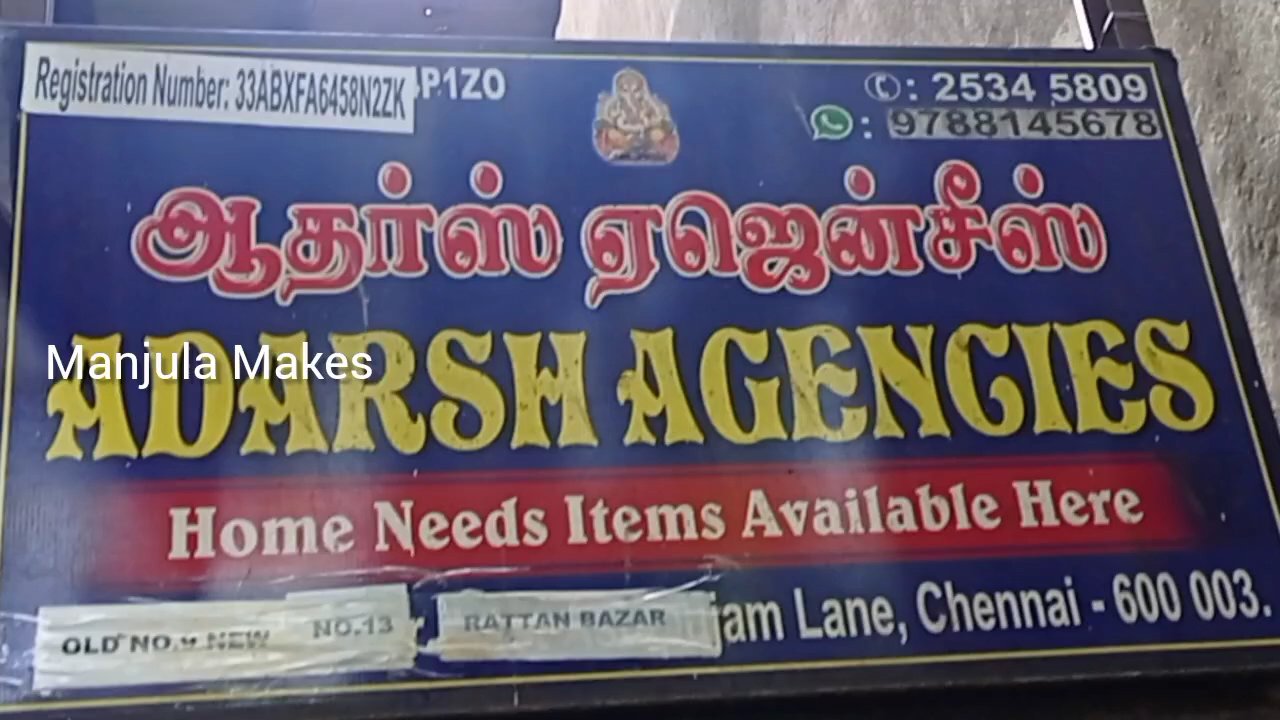 Registration Number: 33ABXFA6458N2ZK P1ZO
: 2534 5809
: 9788145678
ஆதர்ஸ் ஏஜென்சீஸ்
ADARSH AGENCIES
Manjula Makes
Home Needs Items Available Here
OLD NO.9 NEW NO.13 RATTAN BAZAR Lane, Chennai - 600 003.